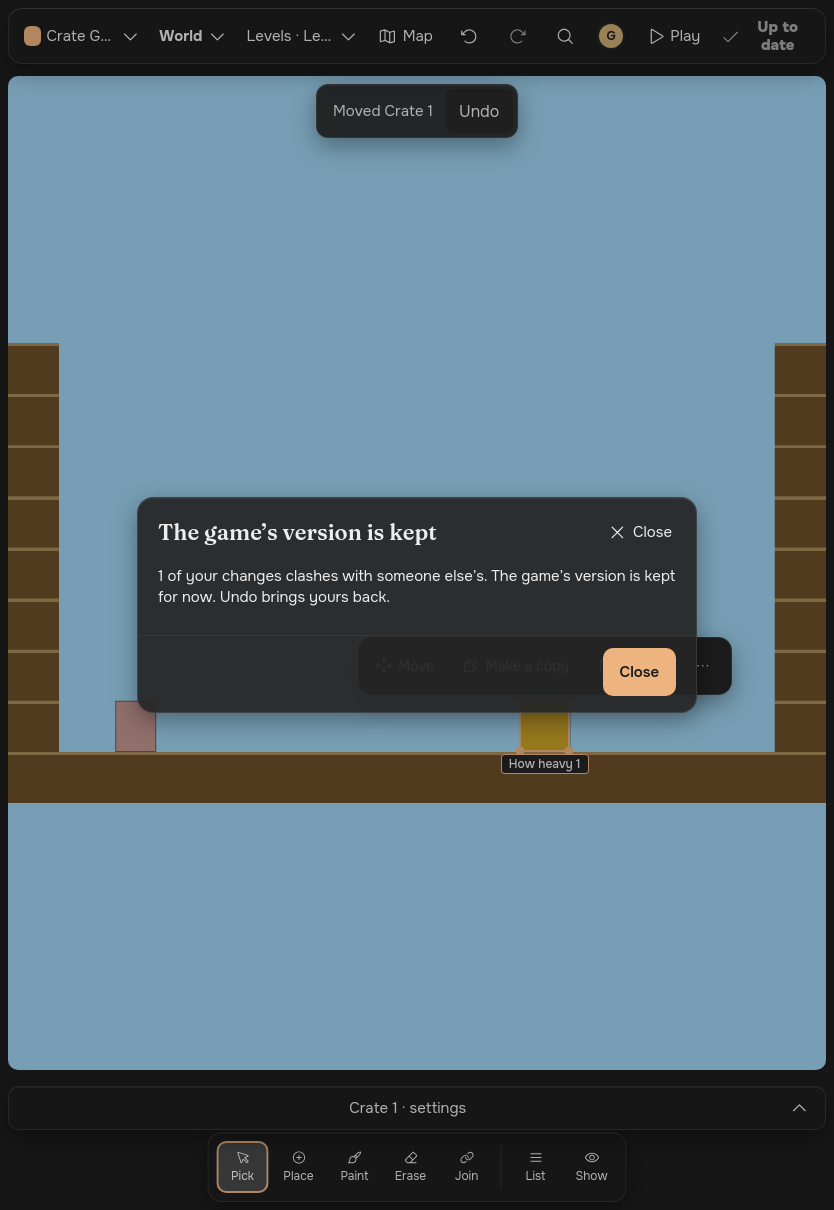 Crate G...
World
Levels · Le...
Map
G
Play
Up to
date
Moved Crate 1
Undo
The game's version is kept
Close
1 of your changes clashes with someone else's. The game's version is kept
for now. Undo brings yours back.
Move
Make a copy
Close
How heavy 1
Crate 1 · settings
Pick
Place
Paint
Erase
Join
List
Show